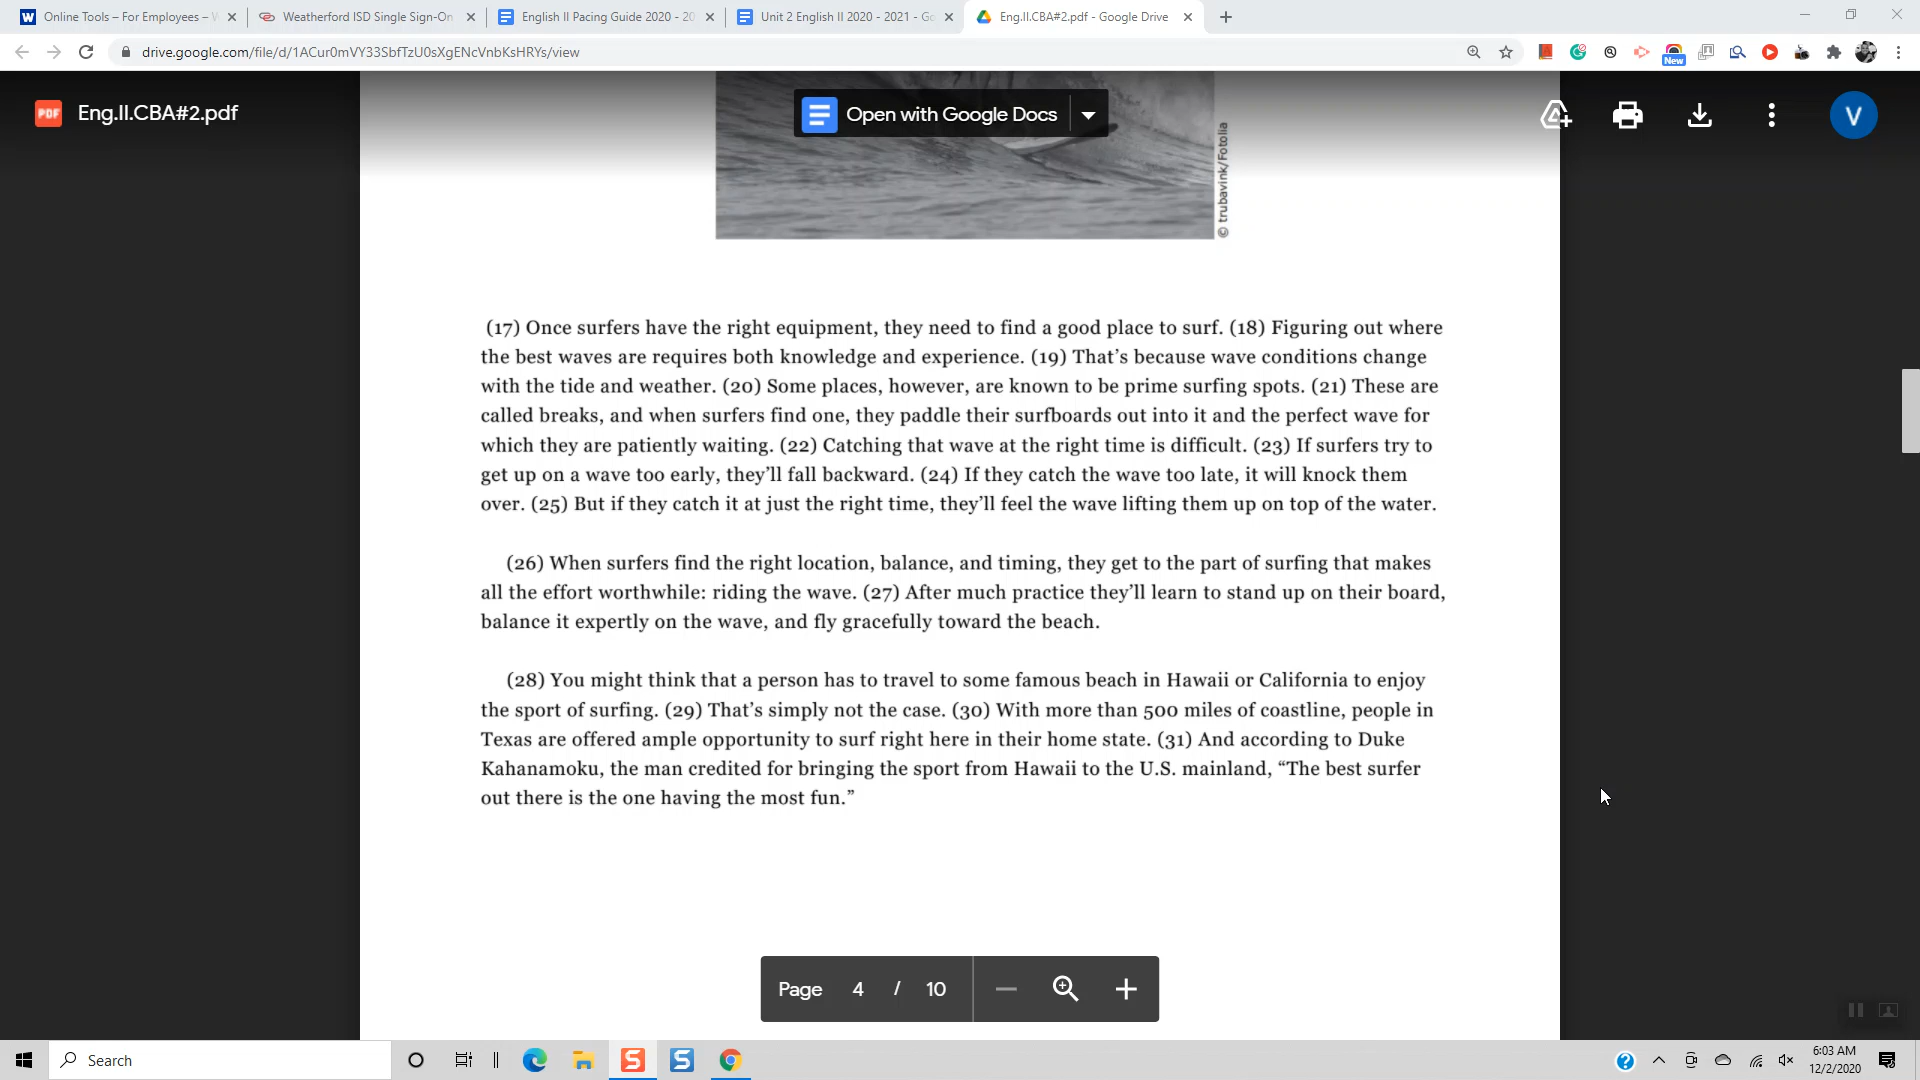 Online Tools – For Employees –
Weatherford ISD Single Sign-On
English II Pacing Guide 2020 - 20
Unit 2 English II 2020 - 2021 - Go
Eng.II.CBA#2.pdf - Google Drive
drive.google.com/file/d/1ACur0mVY33SbfTzU0sXgENcVnbKsHRYs/view
New
PDF
Eng.II.CBA#2.pdf
Open with Google Docs
V
© trubavink/Fotolia
(17) Once surfers have the right equipment, they need to find a good place to surf. (18) Figuring out where
the best waves are requires both knowledge and experience. (19) That's because wave conditions change
with the tide and weather. (20) Some places, however, are known to be prime surfing spots. (21) These are
called breaks, and when surfers find one, they paddle their surfboards out into it and the perfect wave for
which they are patiently waiting. (22) Catching that wave at the right time is difficult. (23) If surfers try to
get up on a wave too early, they'll fall backward. (24) If they catch the wave too late, it will knock them
over. (25) But if they catch it at just the right time, they'll feel the wave lifting them up on top of the water.
(26) When surfers find the right location, balance, and timing, they get to the part of surfing that makes
all the effort worthwhile: riding the wave. (27) After much practice they'll learn to stand up on their board,
balance it expertly on the wave, and fly gracefully toward the beach.
(28) You might think that a person has to travel to some famous beach in Hawaii or California to enjoy
the sport of surfing. (29) That's simply not the case. (30) With more than 500 miles of coastline, people in
Texas are offered ample opportunity to surf right here in their home state. (31) And according to Duke
Kahanamoku, the man credited for bringing the sport from Hawaii to the U.S. mainland, “The best surfer
out there is the one having the most fun.”
Page 4 / 10
Search
6:03 AM
12/2/2020